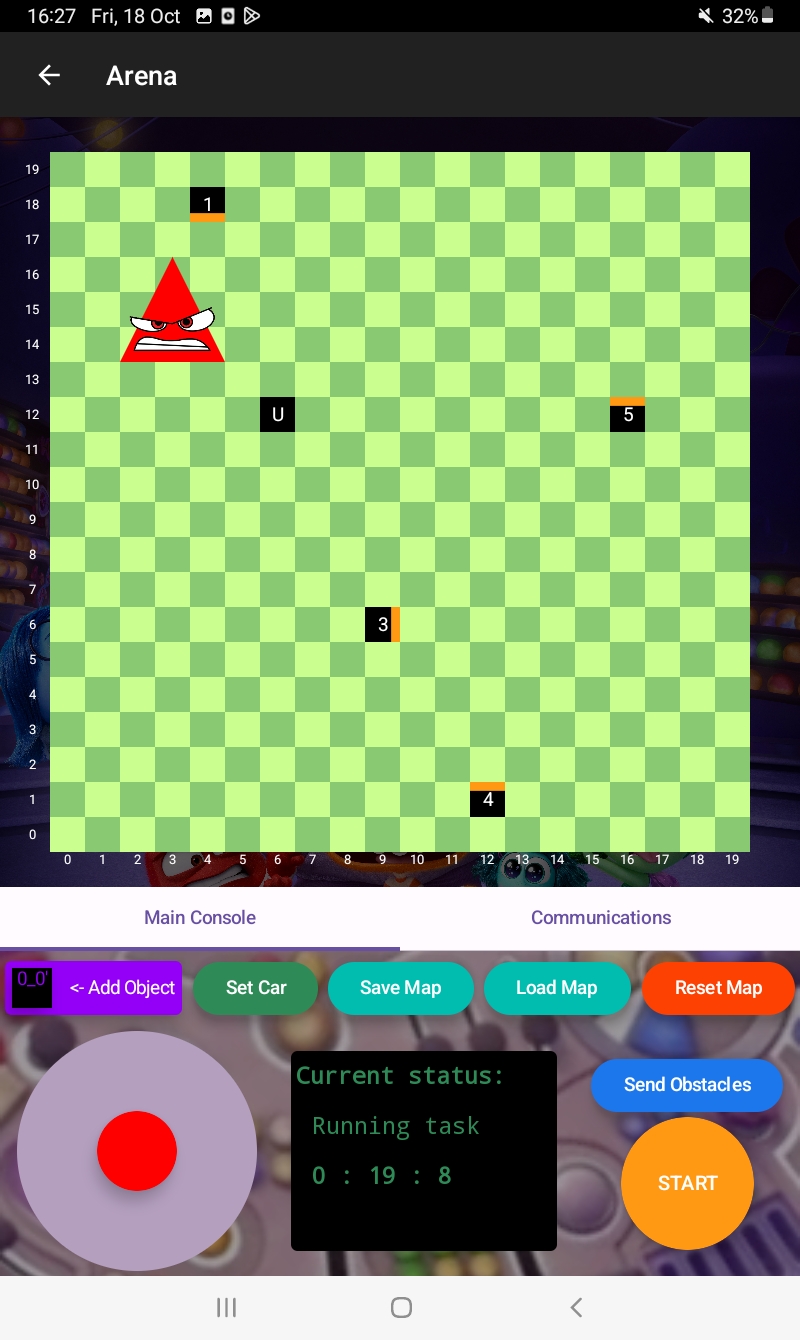 16:27 Fri, 18 Oct 32%
Arena
19
18
17
16
15
14
13
12
11
10
9
8
7
6
5
4
3
2
1
0
1
U
5
3
4
0 1 2 3 4 5 6 7 8 9 10 11 12 13 14 15 16 17 18 19
Main Console Communications
0_0' <- Add Object Set Car Save Map Load Map Reset Map
Current status:
Running task
0 : 19 : 8
Send Obstacles
START